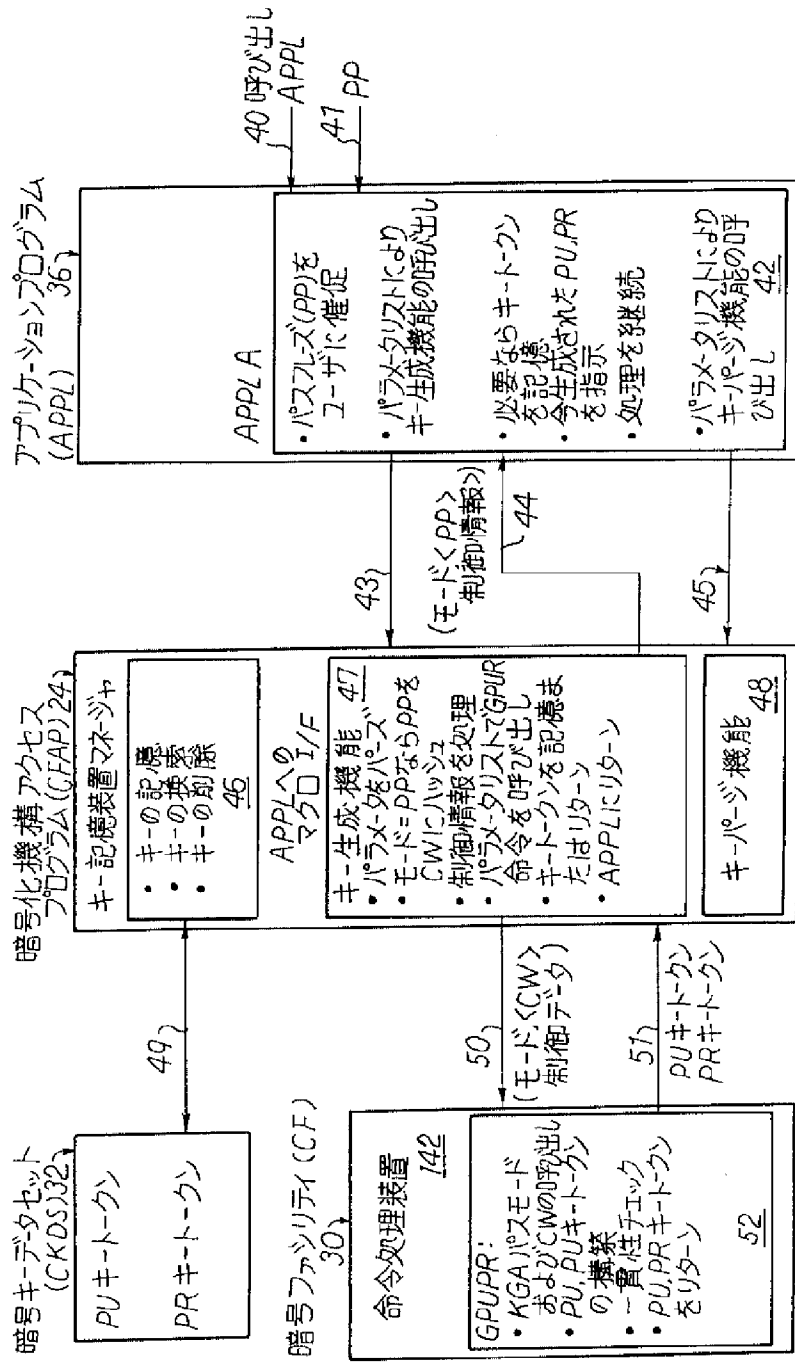 暗号キーデータセット
(CKDS)32
PUキートークン
PRキートークン
49
暗号ファシリティ(CF)
30
命令処理装置
142
GPUPR:
・KGAパスモード
およびCWの呼び出し
・PU,PUキートークン
の構築
・一貫性チェック
・PU,PRキートークン
をリターン
52
50
(モード,<CW>
制御データ)
51
PUキートークン
PRキートークン
暗号化機構アクセス
プログラム(CFAP)24
キー記憶装置マネージャ
・キーの記憶
・キーの検索
・キーの削除
46
APPLへの
マクロI/F
キー生成機能 47
・パラメータをパーズ
・モード=PPならPPを
CWにハッシュ
・制御情報を処理
・パラメータリストでGPUR
命令を呼び出し
・キートークンを記憶ま
たはリターン
・APPLにリターン
キーパージ機能
48
43
(モード<PP>
制御情報>)
44
45
アプリケーションプログラム
(APPL) 36
APPL A
・パスフレーズ(PP)を
ユーザに催促
・パラメータリストにより
キー生成機能の呼び出し
・必要ならキートークン
を記憶
・今生成されたPU,PR
を指示
・処理を継続
・パラメータリストにより
キーパージ機能の呼
び出し 42
40 呼び出し
APPL
41 PP